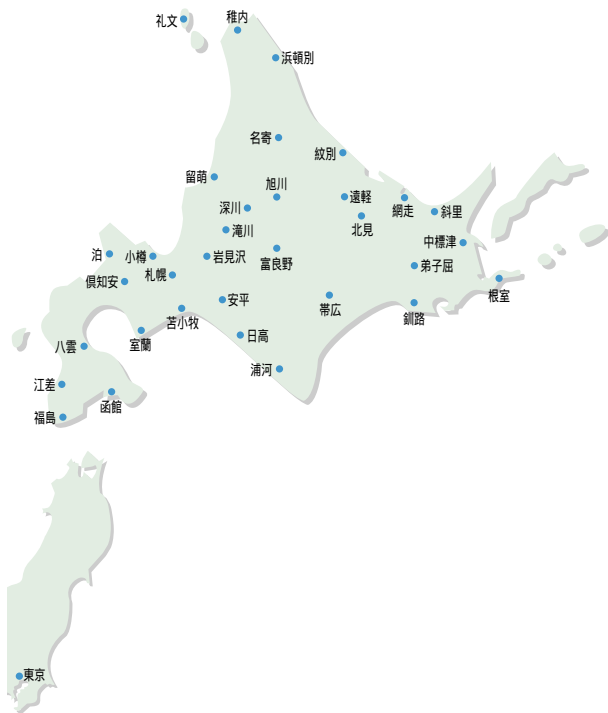 礼文
稚内
浜頓別
名寄
紋別
留萌
旭川
遠軽
深川
網走
斜里
北見
滝川
中標津
泊
小樽
岩見沢
富良野
弟子屈
札幌
倶知安
根室
安平
帯広
苫小牧
釧路
室蘭
日高
八雲
浦河
江差
函館
福島
東京